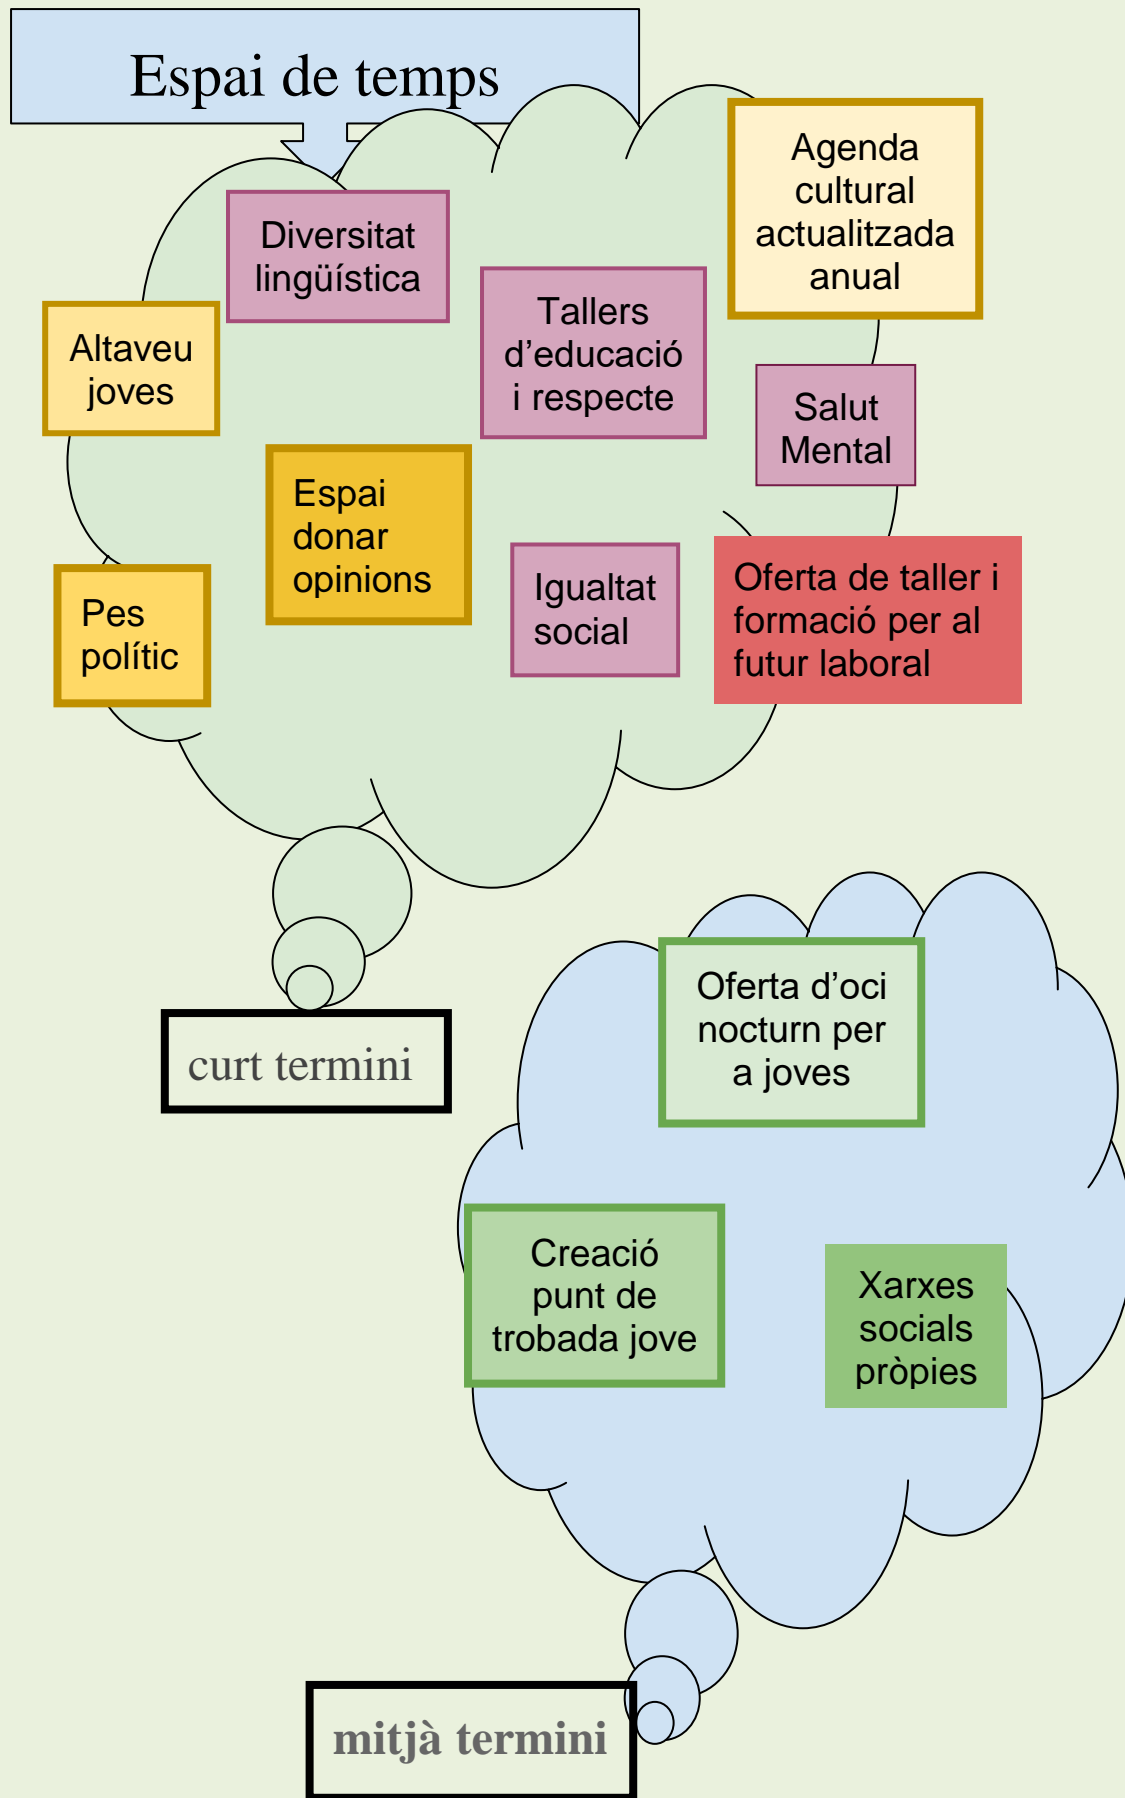 Espai de temps
Agenda
cultural
actualitzada
anual
Diversitat
lingüística
Tallers
d’educació
i respecte
Altaveu
joves
Salut
Mental
Espai
donar
opinions
Igualtat
social
Oferta de taller i
formació per al
futur laboral
Pes
polític
curt termini
Oferta d’oci
nocturn per
a joves
Creació
punt de
trobada jove
Xarxes
socials
pròpies
mitjà termini